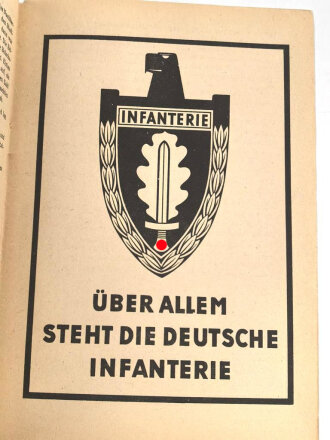 INFANTERIE
ÜBER ALLEM
STEHT DIE DEUTSCHE
INFANTERIE